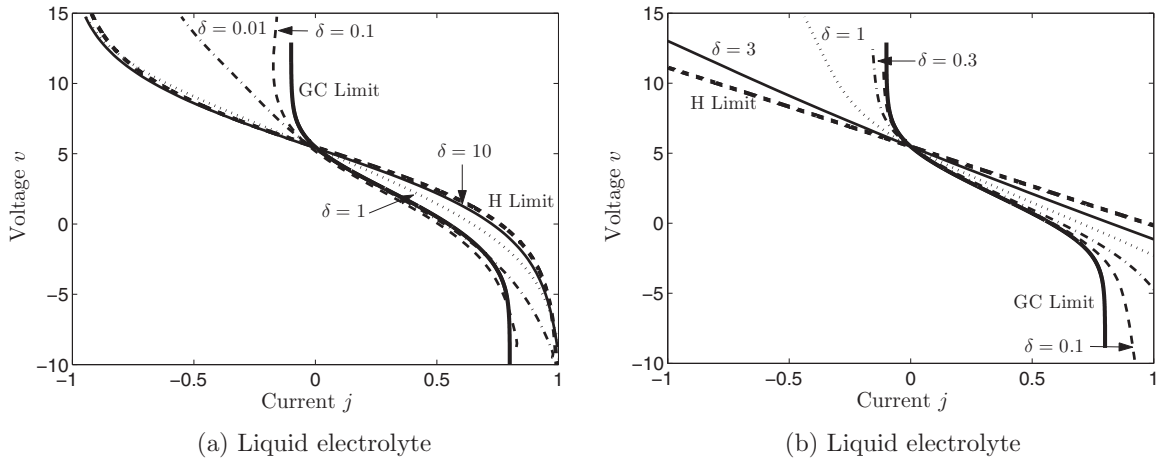 15
10
5
0
−5
−10
−1
−0.5
0
0.5
1
Voltage v
Current j
δ = 0.01
δ = 0.1
GC Limit
δ = 10
H Limit
δ = 1
(a) Liquid electrolyte
15
10
5
0
−5
−10
−1
−0.5
0
0.5
1
Voltage v
Current j
δ = 3
δ = 1
δ = 0.3
H Limit
GC Limit
δ = 0.1
(b) Liquid electrolyte